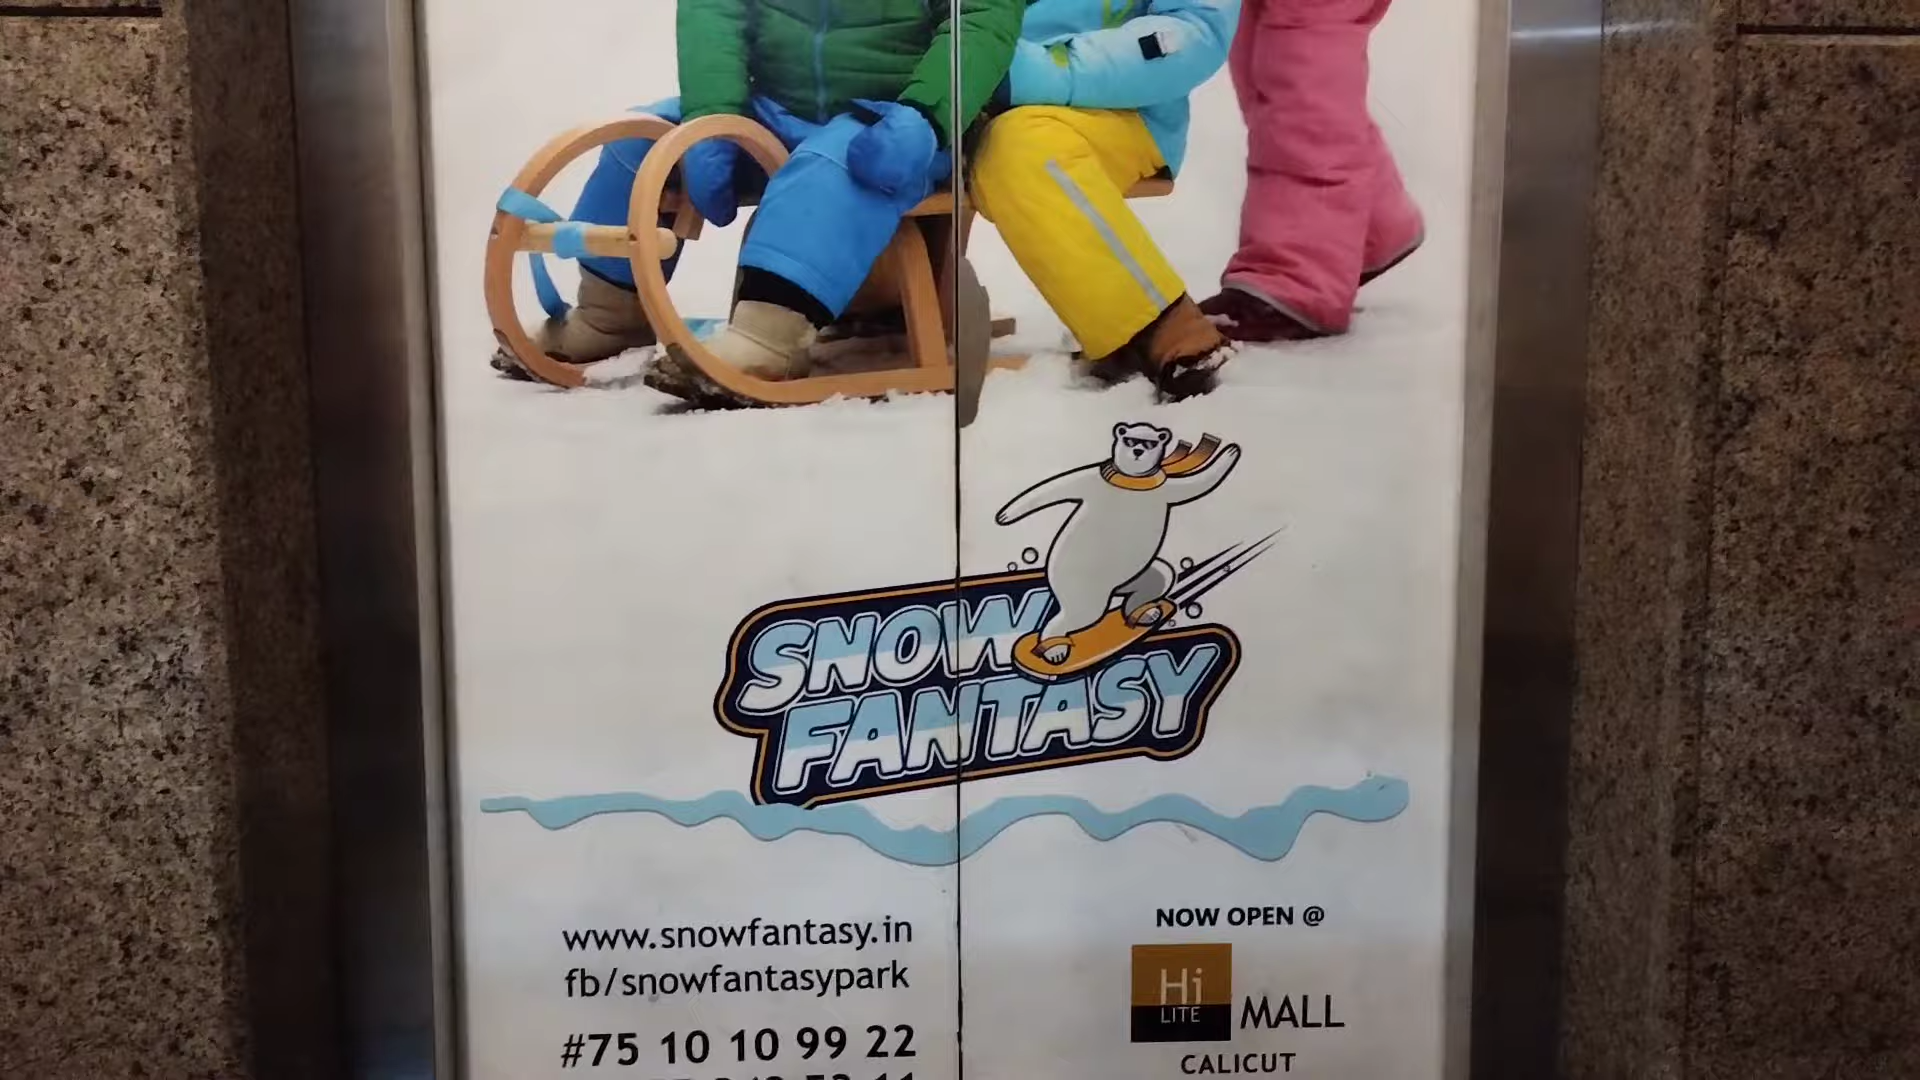 SNOW
FANTASY
www.snowfantasy.in
fb/snowfantasypark
#75 10 10 99 22
NOW OPEN @
Hi
LITE
MALL
CALICUT